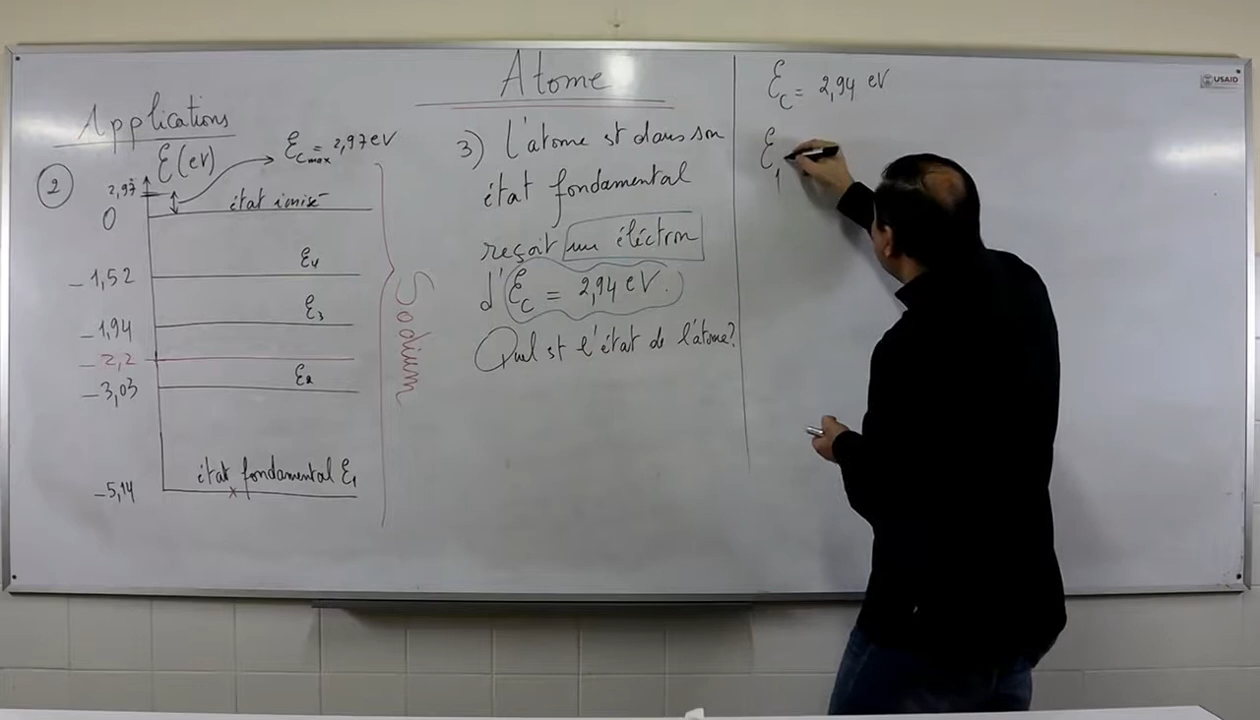 Atome
Applications
2
E(eV)
E_Cmax = 2,97 eV
2,97
0
état ionisé
-1,52
E4
-1,94
E3
-2,2
-3,03
E2
-5,14
état fondamental E1
Sodium
3) L'atome st dans son
état fondamental
reçoit un éléctron
d'E_C = 2,94 eV.
Quel st l'état de l'atome?
E_C = 2,94 eV
E1
USAID